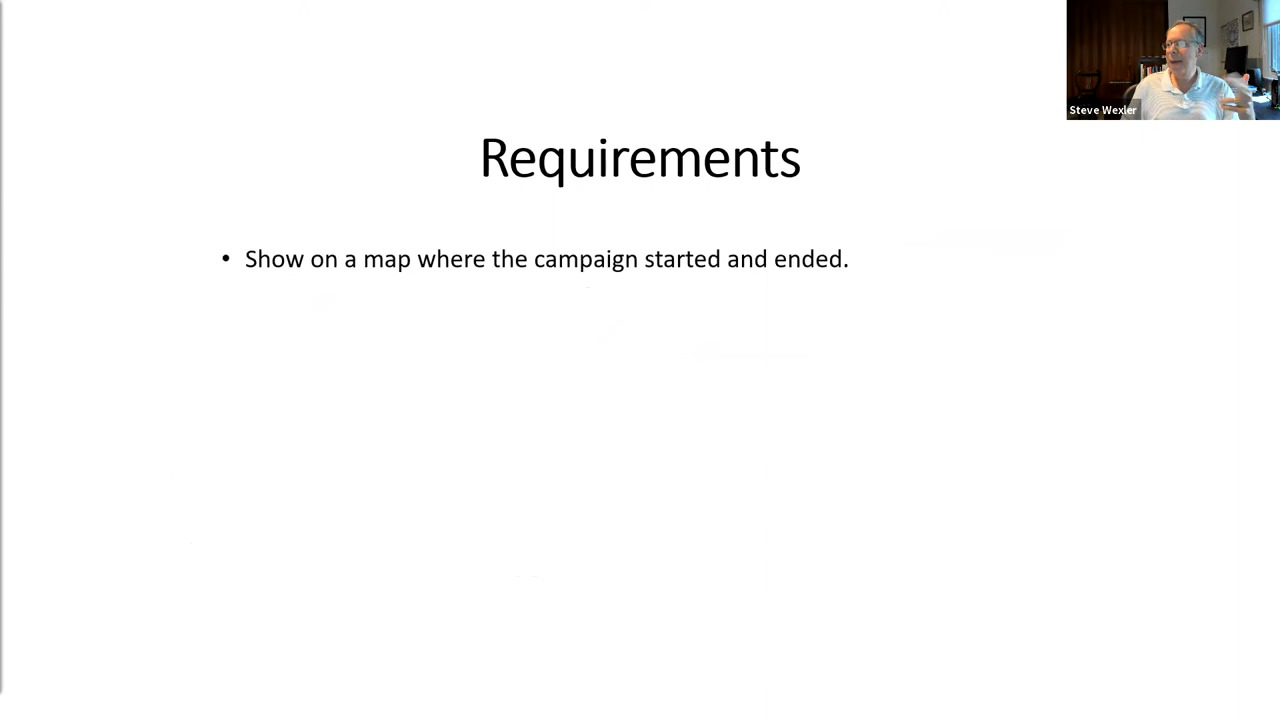 Steve Wexler
Requirements
• Show on a map where the campaign started and ended.